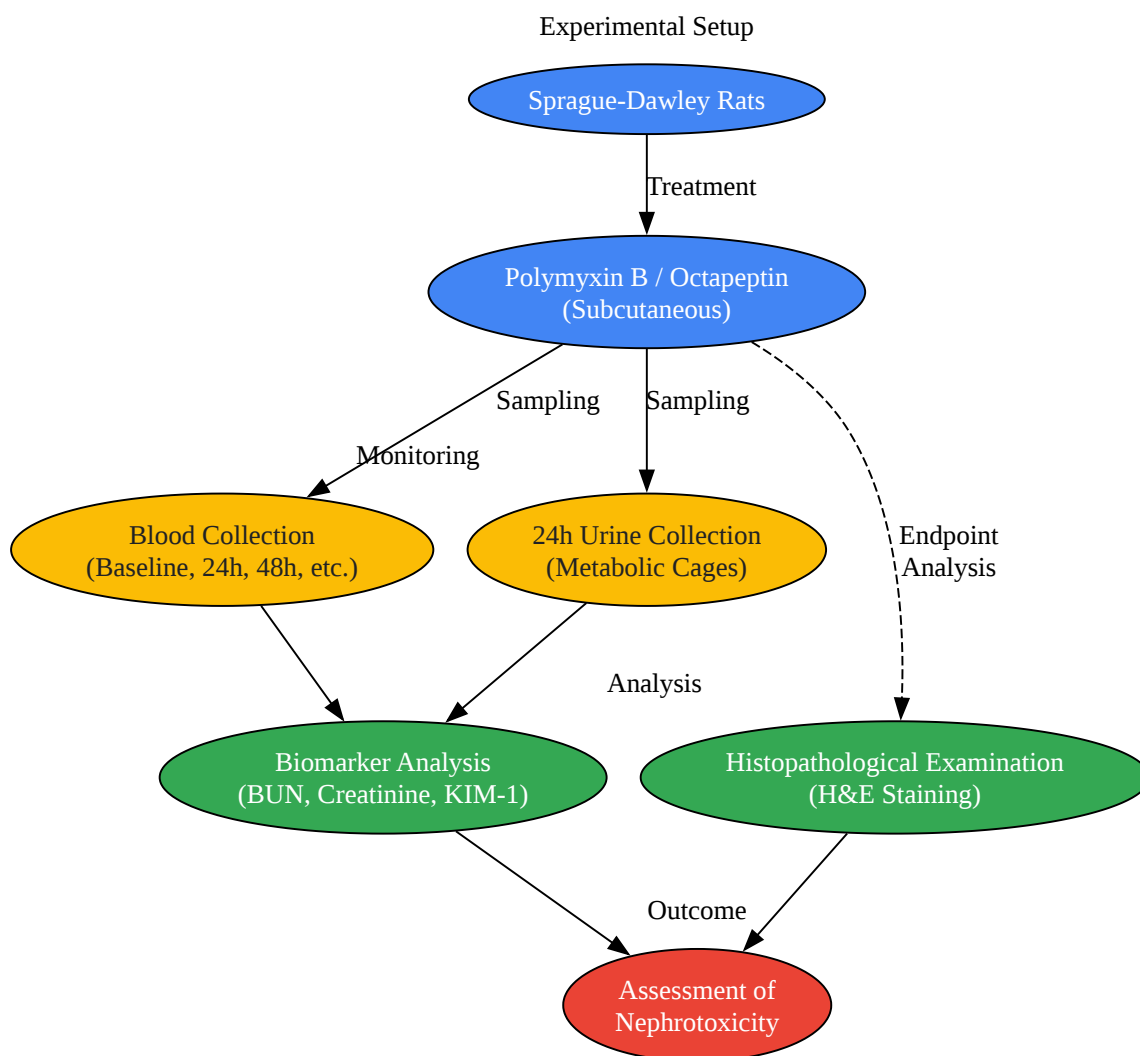 Experimental Setup
Sprague-Dawley Rats
Treatment
Polymyxin B / Octapeptin
(Subcutaneous)
Sampling
Sampling
Monitoring
Blood Collection
(Baseline, 24h, 48h, etc.)
24h Urine Collection
(Metabolic Cages)
Endpoint
Analysis
Analysis
Biomarker Analysis
(BUN, Creatinine, KIM-1)
Histopathological Examination
(H&E Staining)
Outcome
Assessment of
Nephrotoxicity